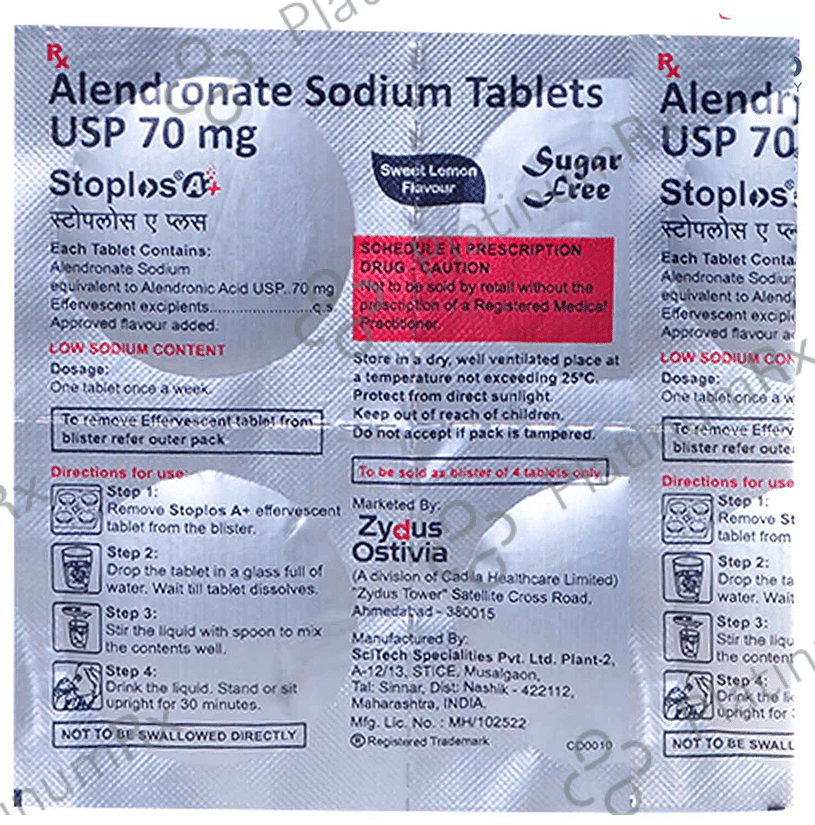 Rx
Alendronate Sodium Tablets
USP 70 mg
Stoplos® A+
स्टोपलोस ए प्लस
Each Tablet Contains:
Alendronate Sodium
equivalent to Alendronic Acid USP..70 mg
Effervescent excipients......................q.s.
Approved flavour added.
LOW SODIUM CONTENT
Dosage:
One tablet once a week.
To remove Effervescent tablet from
blister refer outer pack
Directions for use:
Step 1:
Remove Stoplos A+ effervescent
tablet from the blister.
Step 2:
Drop the tablet in a glass full of
water. Wait till tablet dissolves.
Step 3:
Stir the liquid with spoon to mix
the contents well.
Step 4:
Drink the liquid. Stand or sit
upright for 30 minutes.
NOT TO BE SWALLOWED DIRECTLY
Sweet Lemon
Flavour
Sugar
free
SCHEDULE H PRESCRIPTION
DRUG - CAUTION
Not to be sold by retail without the
prescription of a Registered Medical
Practitioner.
Store in a dry, well ventilated place at
a temperature not exceeding 25°C.
Protect from direct sunlight.
Keep out of reach of children.
Do not accept if pack is tampered.
To be sold as blister of 4 tablets only
Marketed By:
Zydus
Ostivia
(A division of Cadila Healthcare Limited)
"Zydus Tower" Satellite Cross Road,
Ahmedabad - 380015
Manufactured By:
SciTech Specialities Pvt. Ltd. Plant-2,
A-12/13, STICE, Musalgaon,
Tal: Sinnar, Dist: Nashik - 422112,
Maharashtra, INDIA.
Mfg. Lic. No. : MH/102522
® Registered Trademark
CD0010
Rx
Alendr
USP 70
Stoplos®
स्टोपलोस ए प्ल
Each Tablet Conta
Alendronate Sodiu
equivalent to Alend
Effervescent excipi
Approved flavour a
LOW SODIUM CON
Dosage:
One tablet once a w
To remove Efferv
blister refer oute
Directions for use
Step 1:
Remove St
tablet from
Step 2:
Drop the ta
water. Wait
Step 3:
Stir the liqu
the content
Step 4:
Drink the li
upright for
NOT TO BE SWALL
PlatinumRx